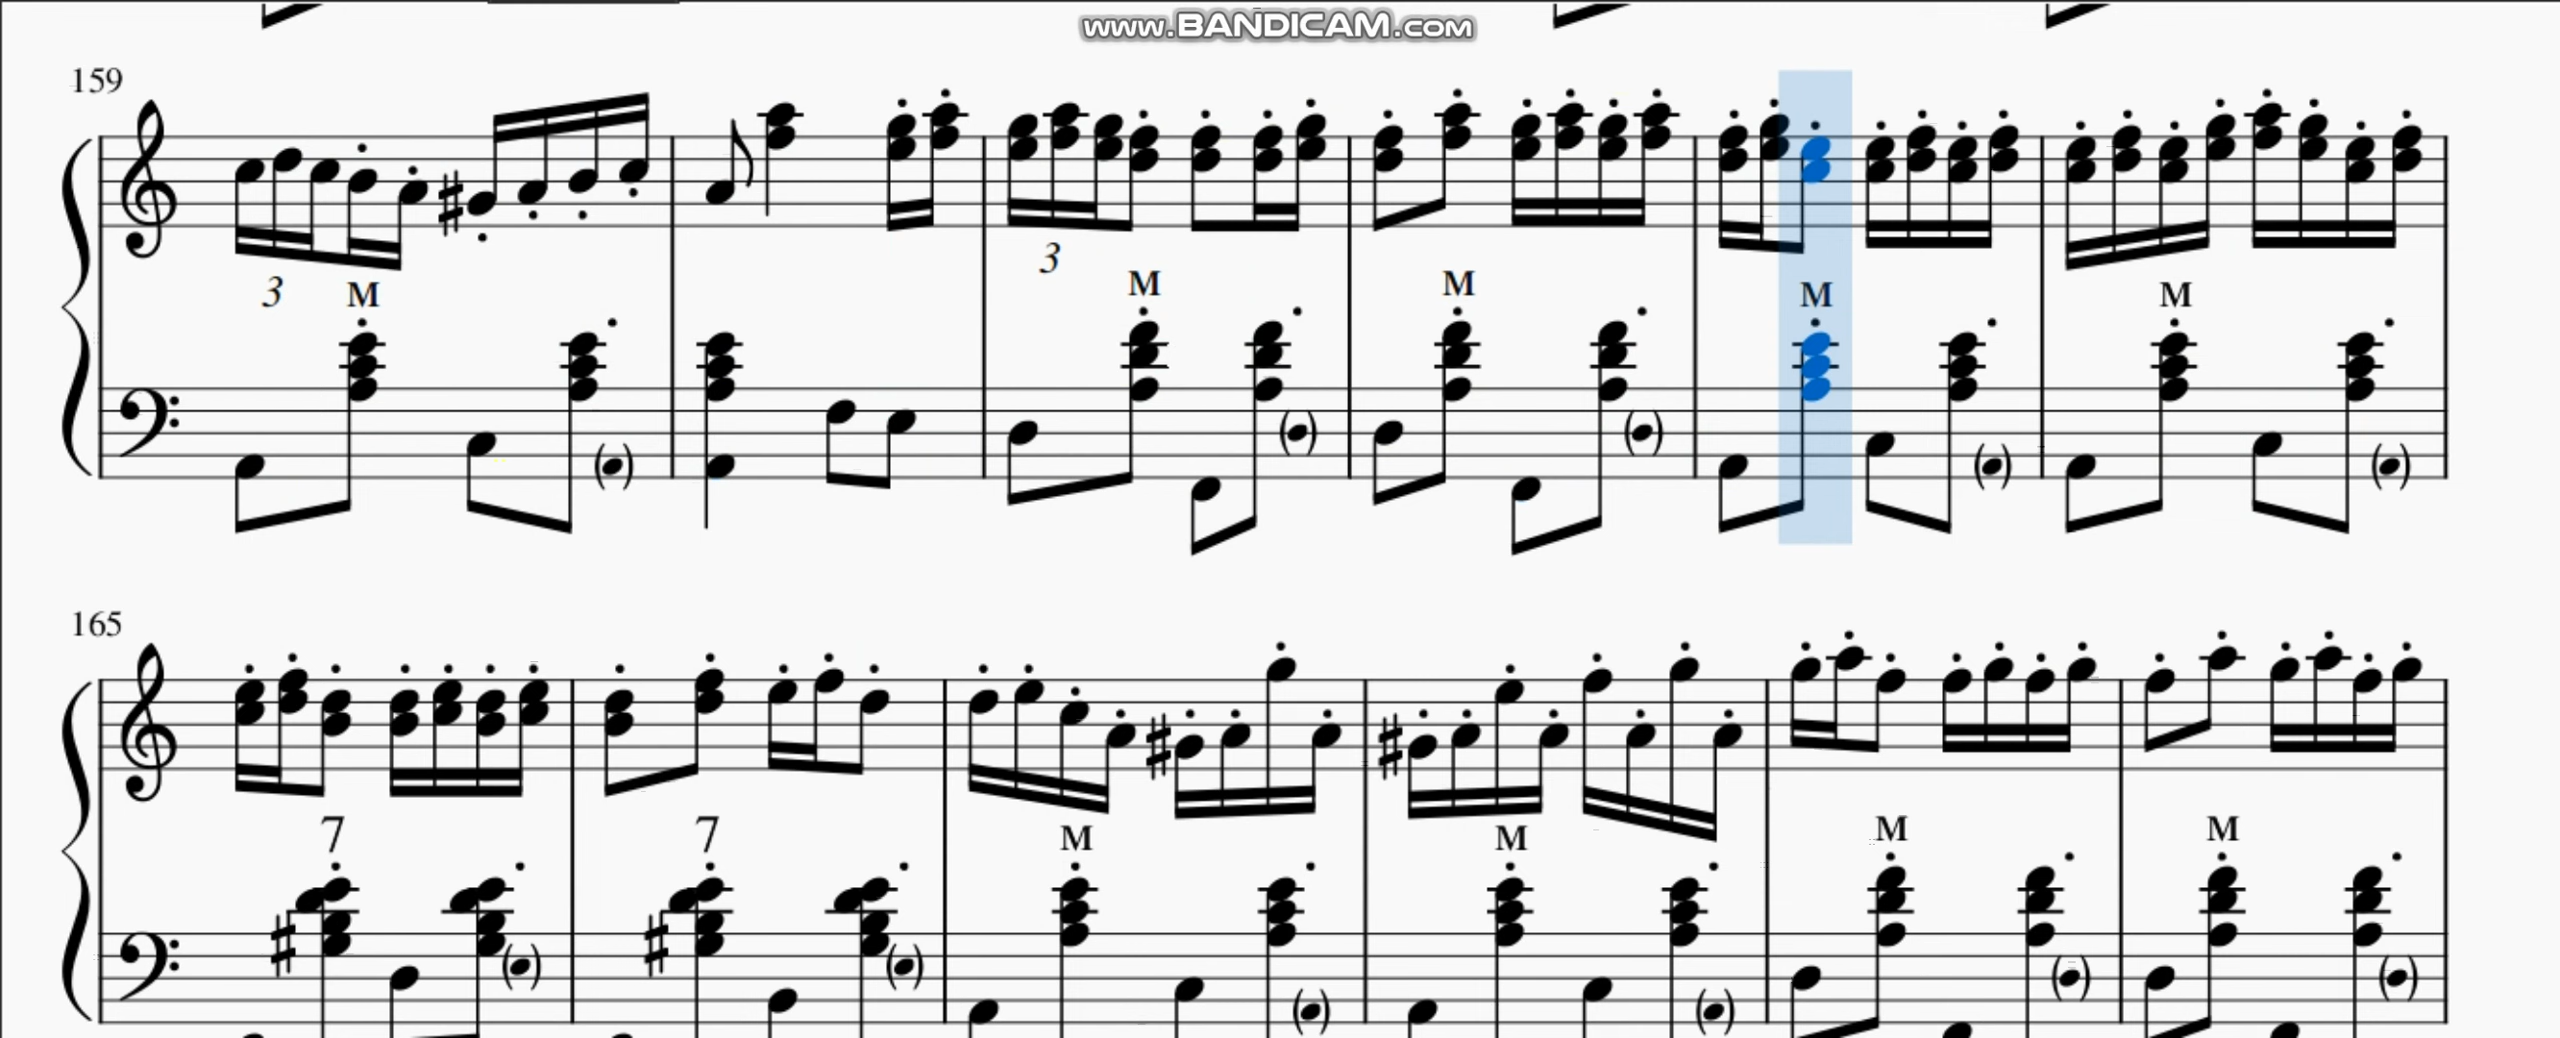 www.BANDICAM.com
159
3 M M M M M
3
165
7 7 M M M M